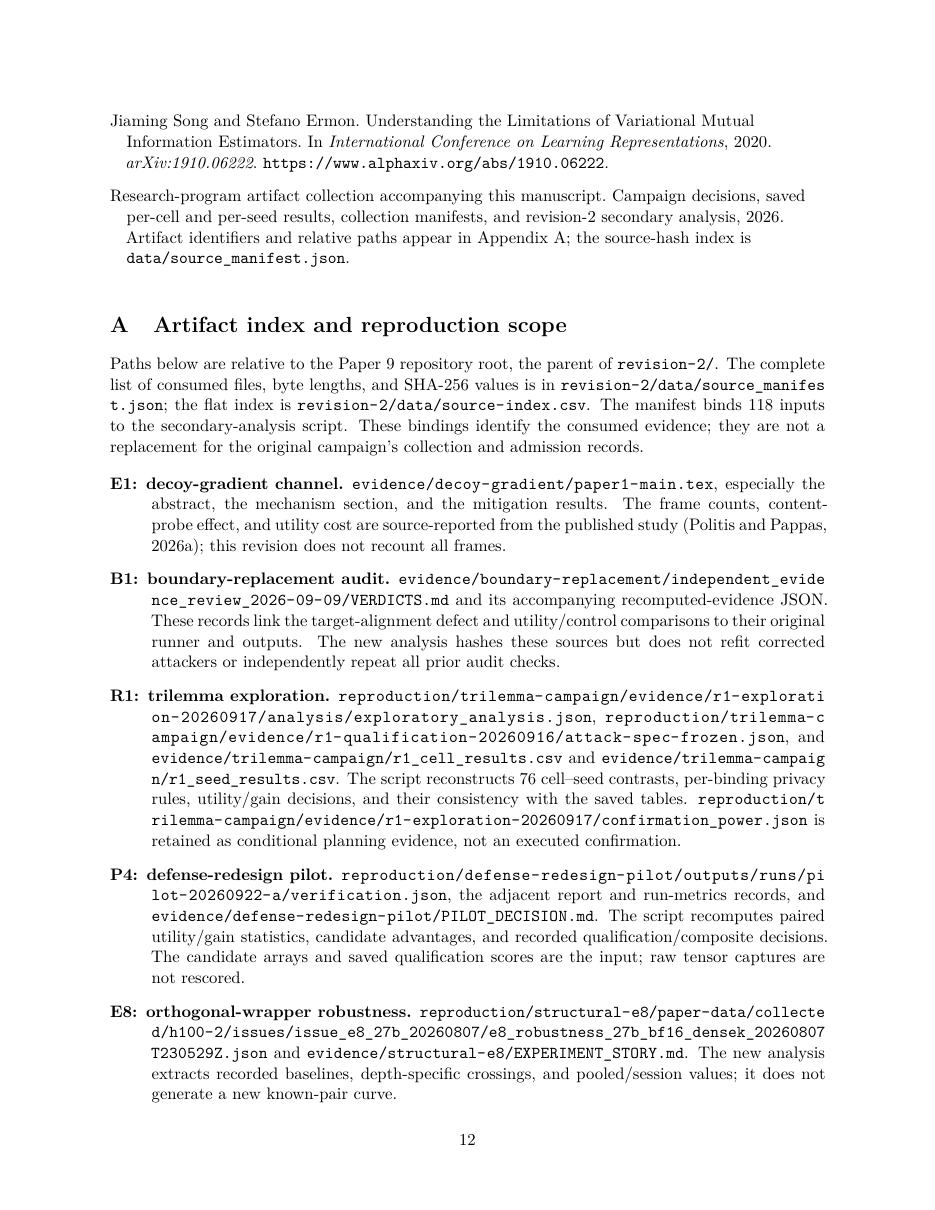 Jiaming Song and Stefano Ermon. Understanding the Limitations of Variational Mutual
Information Estimators. In International Conference on Learning Representations, 2020.
arXiv:1910.06222. https://www.alphaxiv.org/abs/1910.06222.
Research-program artifact collection accompanying this manuscript. Campaign decisions, saved
per-cell and per-seed results, collection manifests, and revision-2 secondary analysis, 2026.
Artifact identifiers and relative paths appear in Appendix A; the source-hash index is
data/source_manifest.json.
A Artifact index and reproduction scope
Paths below are relative to the Paper 9 repository root, the parent of revision-2/. The complete
list of consumed files, byte lengths, and SHA-256 values is in revision-2/data/source_manifes
t.json; the flat index is revision-2/data/source-index.csv. The manifest binds 118 inputs
to the secondary-analysis script. These bindings identify the consumed evidence; they are not a
replacement for the original campaign's collection and admission records.
E1: decoy-gradient channel. evidence/decoy-gradient/paper1-main.tex, especially the
abstract, the mechanism section, and the mitigation results. The frame counts, content-
probe effect, and utility cost are source-reported from the published study (Politis and Pappas,
2026a); this revision does not recount all frames.
B1: boundary-replacement audit. evidence/boundary-replacement/independent_evide
nce_review_2026-09-09/VERDICTS.md and its accompanying recomputed-evidence JSON.
These records link the target-alignment defect and utility/control comparisons to their original
runner and outputs. The new analysis hashes these sources but does not refit corrected
attackers or independently repeat all prior audit checks.
R1: trilemma exploration. reproduction/trilemma-campaign/evidence/r1-explorati
on-20260917/analysis/exploratory_analysis.json, reproduction/trilemma-c
ampaign/evidence/r1-qualification-20260916/attack-spec-frozen.json, and
evidence/trilemma-campaign/r1_cell_results.csv and evidence/trilemma-campaig
n/r1_seed_results.csv. The script reconstructs 76 cell–seed contrasts, per-binding privacy
rules, utility/gain decisions, and their consistency with the saved tables. reproduction/t
rilemma-campaign/evidence/r1-exploration-20260917/confirmation_power.json is
retained as conditional planning evidence, not an executed confirmation.
P4: defense-redesign pilot. reproduction/defense-redesign-pilot/outputs/runs/pi
lot-20260922-a/verification.json, the adjacent report and run-metrics records, and
evidence/defense-redesign-pilot/PILOT_DECISION.md. The script recomputes paired
utility/gain statistics, candidate advantages, and recorded qualification/composite decisions.
The candidate arrays and saved qualification scores are the input; raw tensor captures are
not rescored.
E8: orthogonal-wrapper robustness. reproduction/structural-e8/paper-data/collecte
d/h100-2/issues/issue_e8_27b_20260807/e8_robustness_27b_bf16_densek_20260807
T230529Z.json and evidence/structural-e8/EXPERIMENT_STORY.md. The new analysis
extracts recorded baselines, depth-specific crossings, and pooled/session values; it does not
generate a new known-pair curve.
12